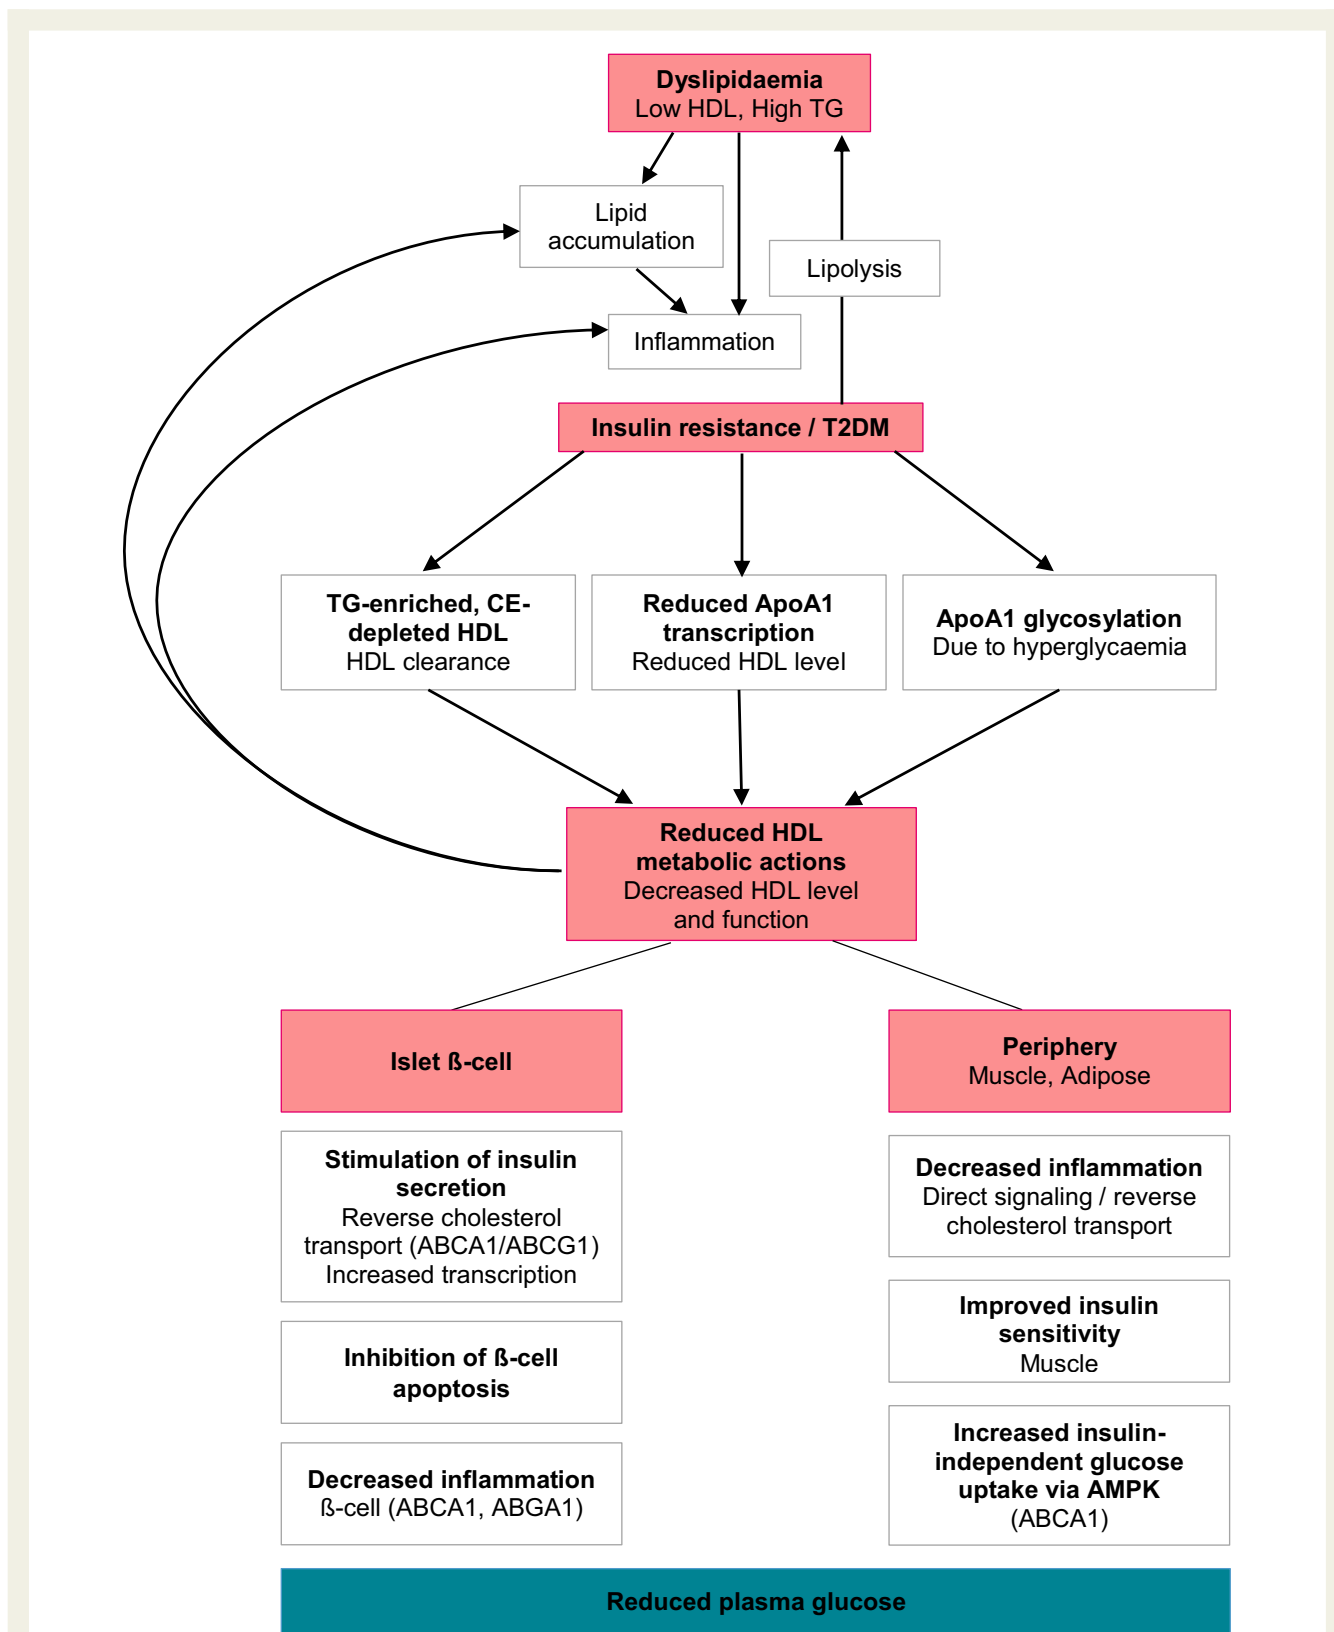 Dyslipidaemia
Low HDL, High TG
Lipid
accumulation
Lipolysis
Inflammation
Insulin resistance / T2DM
TG-enriched, CE-
depleted HDL
HDL clearance
Reduced ApoA1
transcription
Reduced HDL level
ApoA1 glycosylation
Due to hyperglycaemia
Reduced HDL
metabolic actions
Decreased HDL level
and function
Islet ß-cell
Stimulation of insulin
secretion
Reverse cholesterol
transport (ABCA1/ABCG1)
Increased transcription
Inhibition of ß-cell
apoptosis
Decreased inflammation
ß-cell (ABCA1, ABGA1)
Periphery
Muscle, Adipose
Decreased inflammation
Direct signaling / reverse
cholesterol transport
Improved insulin
sensitivity
Muscle
Increased insulin-
independent glucose
uptake via AMPK
(ABCA1)
Reduced plasma glucose